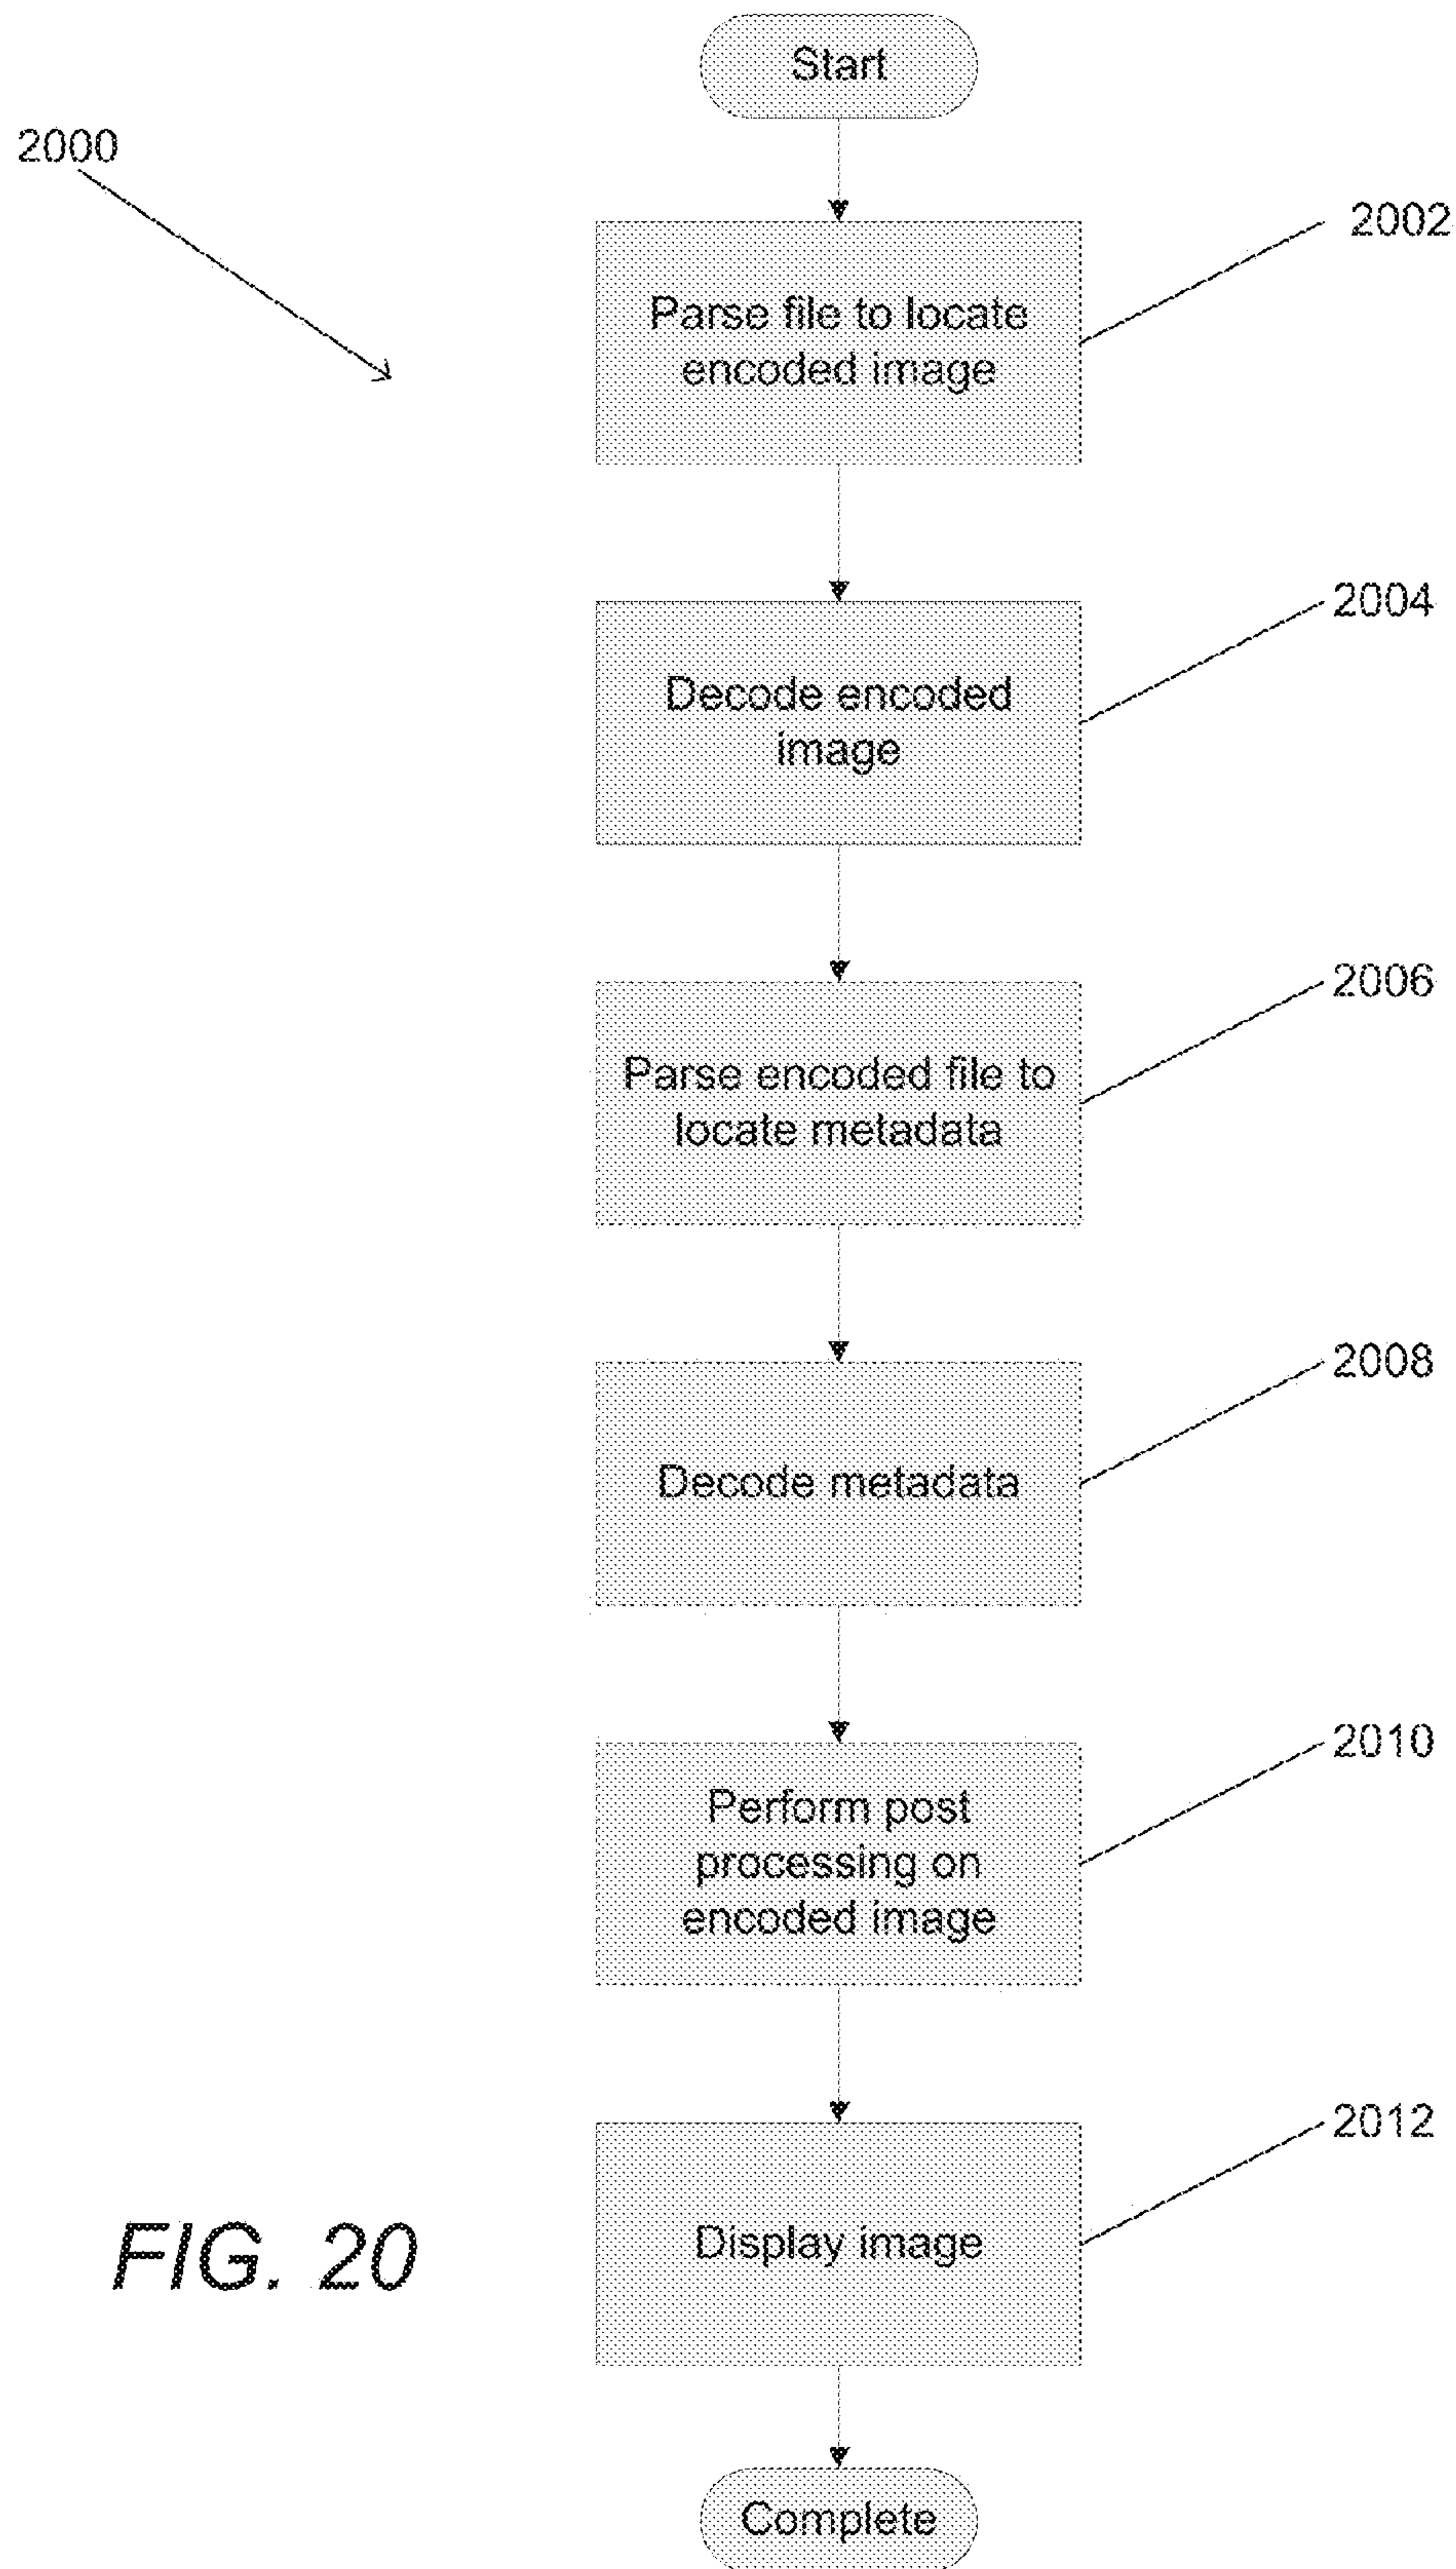 Start
2000
2002
Parse file to locate
encoded image
2004
Decode encoded
image
2006
Parse encoded file to
locate metadata
2008
Decode metadata
2010
Perform post
processing on
encoded image
2012
Display image
FIG. 20
Complete